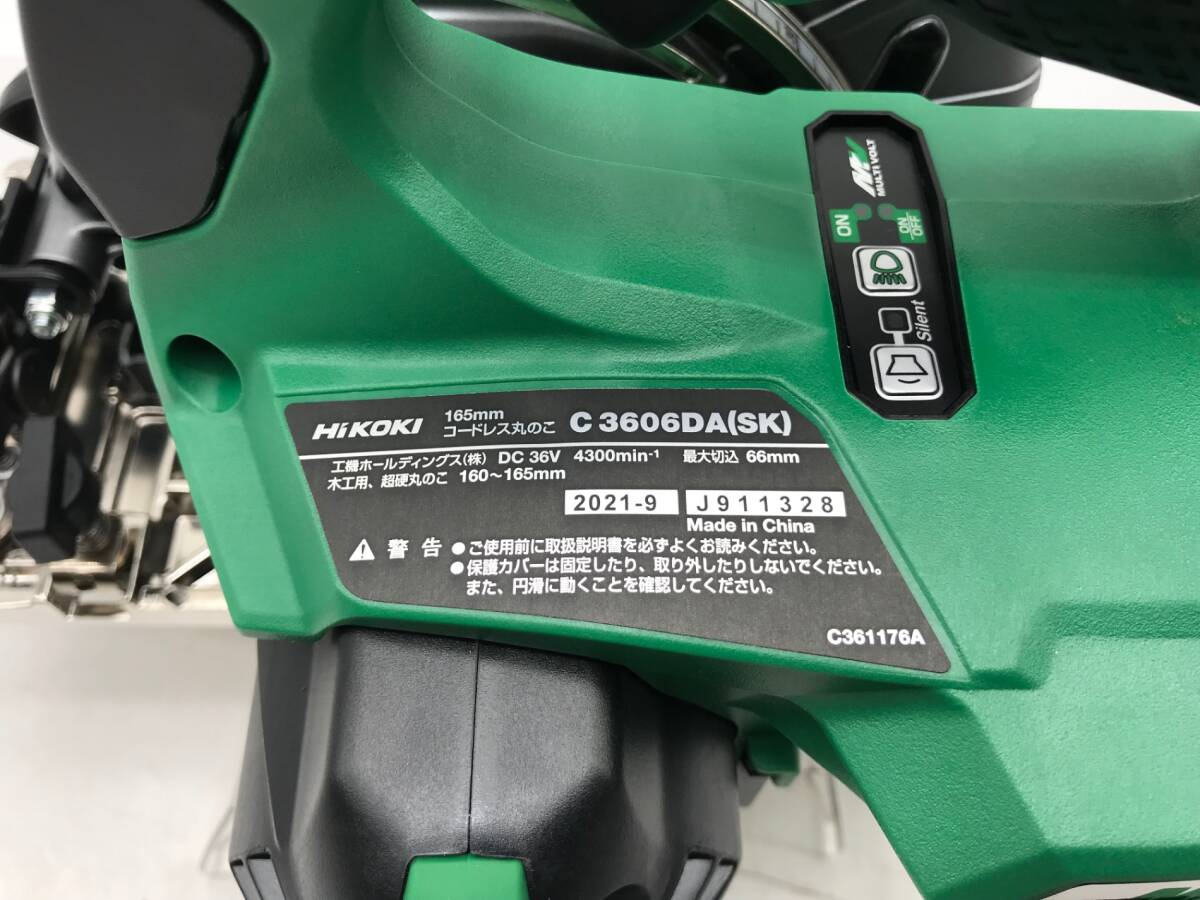 MV
MULTI VOLT
ON
ON/OFF
Silent
HiKOKI 165mm コードレス丸のこ C 3606DA(SK)
工機ホールディングス(株) DC 36V 4300min⁻¹ 最大切込 66mm
木工用、超硬丸のこ 160~165mm
2021-9 J911328
Made in China
警告 ●ご使用前に取扱説明書を必ずよくお読みください。
●保護カバーは固定したり、取り外したりしないでください。
また、円滑に動くことを確認してください。
C361176A